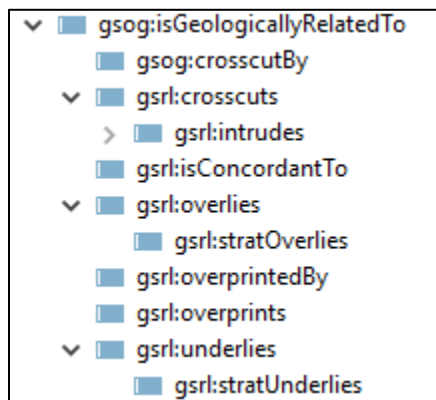 gsog:isGeologicallyRelatedTo
gsog:crosscutBy
gsrl:crosscuts
gsrl:intrudes
gsrl:isConcordantTo
gsrl:overlies
gsrl:stratOverlies
gsrl:overprintedBy
gsrl:overprints
gsrl:underlies
gsrl:stratUnderlies